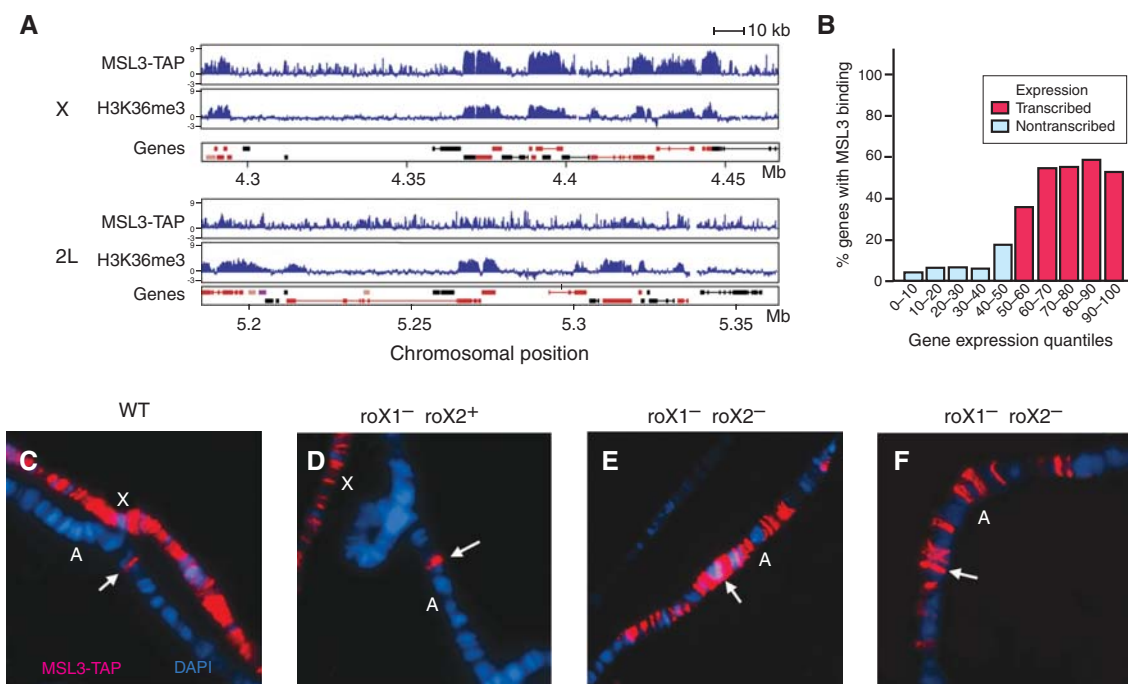 A
10 kb
X
MSL3-TAP
9
0
-3
H3K36me3
9
0
-3
Genes
4.3 4.35 4.4 4.45 Mb
2L
MSL3-TAP
9
0
-3
H3K36me3
9
0
-3
Genes
5.2 5.25 5.3 5.35 Mb
Chromosomal position
B
% genes with MSL3 binding
100
80
60
40
20
0
Expression
Transcribed
Nontranscribed
0–10 10–20 20–30 30–40 40–50 50–60 60–70 70–80 80–90 90–100
Gene expression quantiles
WT
C
X
A
MSL3-TAP DAPI
roX1– roX2+
D
X
A
roX1– roX2–
E
A
roX1– roX2–
F
A